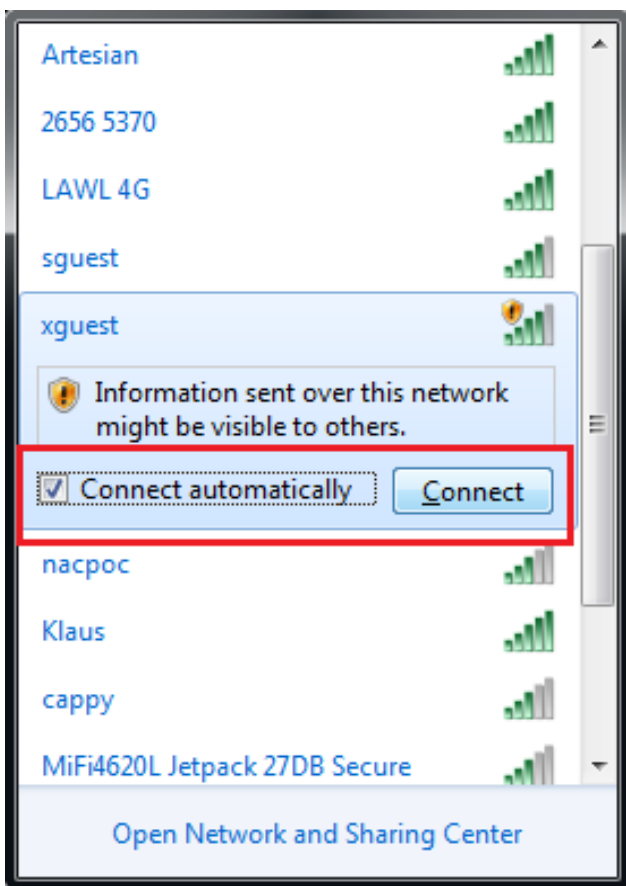 Artesian
2656 5370
LAWL 4G
sguest
xguest
Information sent over this network
might be visible to others.
Connect automatically Connect
nacpoc
Klaus
cappy
MiFi4620L Jetpack 27DB Secure
Open Network and Sharing Center